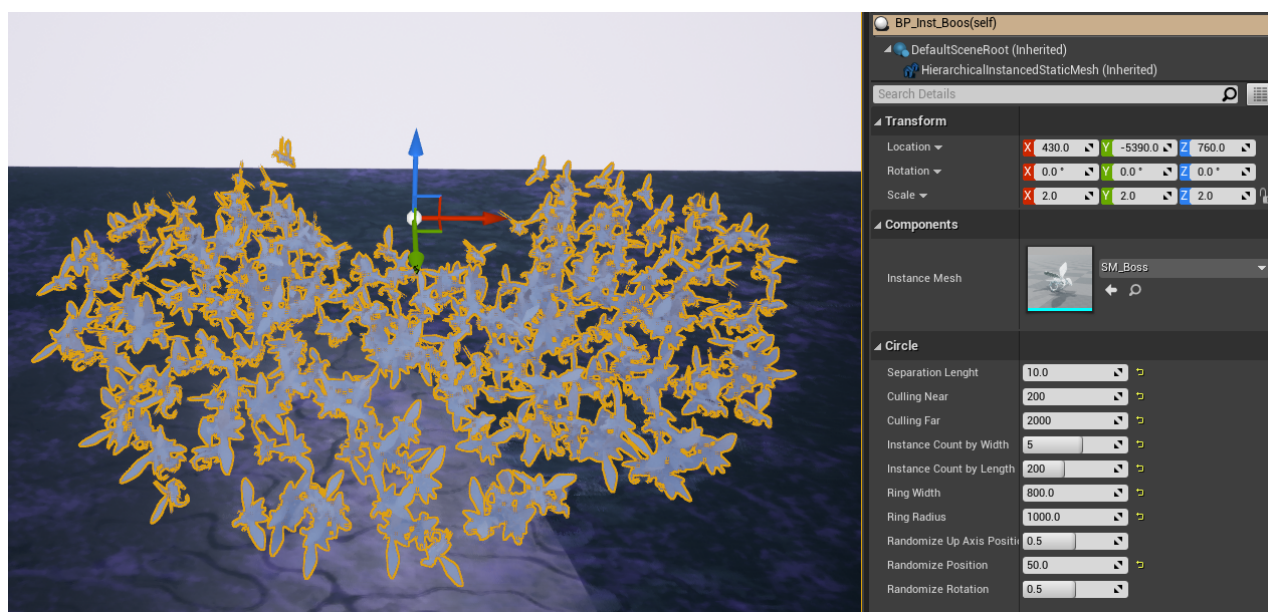 BP_Inst_Boos(self)
DefaultSceneRoot (Inherited)
HierarchicalInstancedStaticMesh (Inherited)
Search Details
Transform
Location X 430.0 Y -5390.0 Z 760.0
Rotation X 0.0 ° Y 0.0 ° Z 0.0 °
Scale X 2.0 Y 2.0 Z 2.0
Components
Instance Mesh SM_Boss
Circle
Separation Lenght 10.0
Culling Near 200
Culling Far 2000
Instance Count by Width 5
Instance Count by Length 200
Ring Width 800.0
Ring Radius 1000.0
Randomize Up Axis Positi 0.5
Randomize Position 50.0
Randomize Rotation 0.5